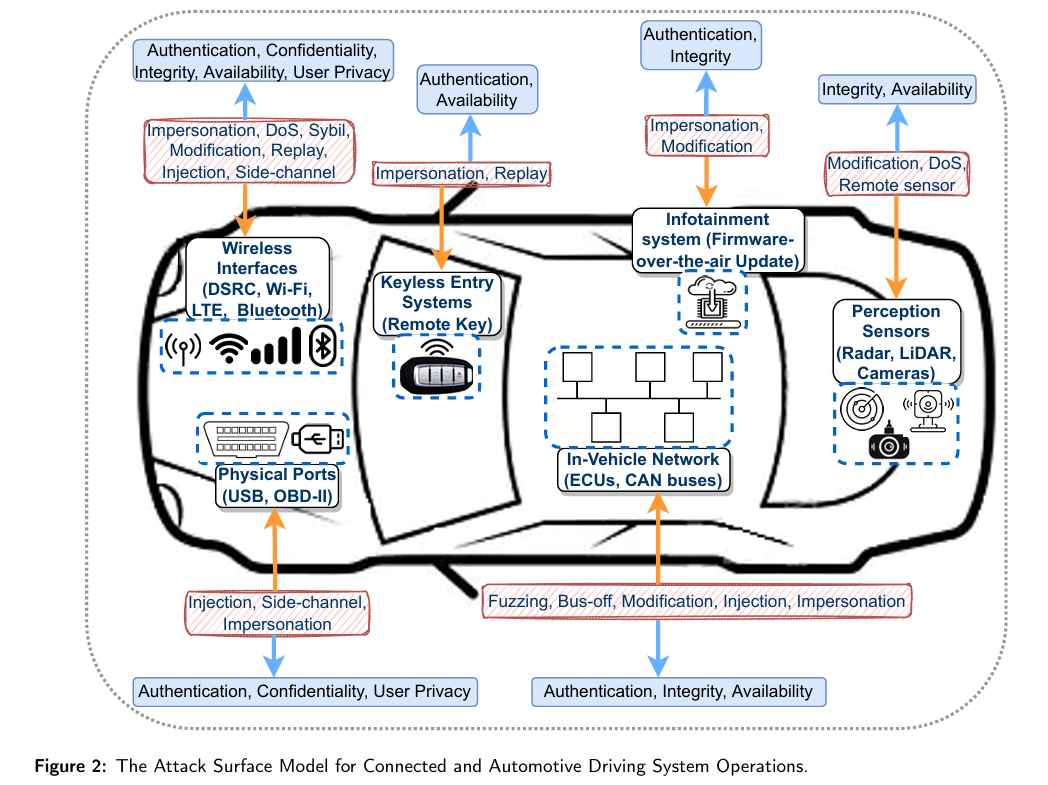 Authentication, Confidentiality,
Integrity, Availability, User Privacy
Impersonation, DoS, Sybil,
Modification, Replay,
Injection, Side-channel
Wireless
Interfaces
(DSRC, Wi-Fi,
LTE, Bluetooth)
Authentication,
Availability
Impersonation, Replay
Keyless Entry
Systems
(Remote Key)
Authentication,
Integrity
Impersonation,
Modification
Infotainment
system (Firmware-
over-the-air Update)
Integrity, Availability
Modification, DoS,
Remote sensor
Perception
Sensors
(Radar, LiDAR,
Cameras)
Physical Ports
(USB, OBD-II)
Injection, Side-channel,
Impersonation
Authentication, Confidentiality, User Privacy
In-Vehicle Network
(ECUs, CAN buses)
Fuzzing, Bus-off, Modification, Injection, Impersonation
Authentication, Integrity, Availability
Figure 2: The Attack Surface Model for Connected and Automotive Driving System Operations.